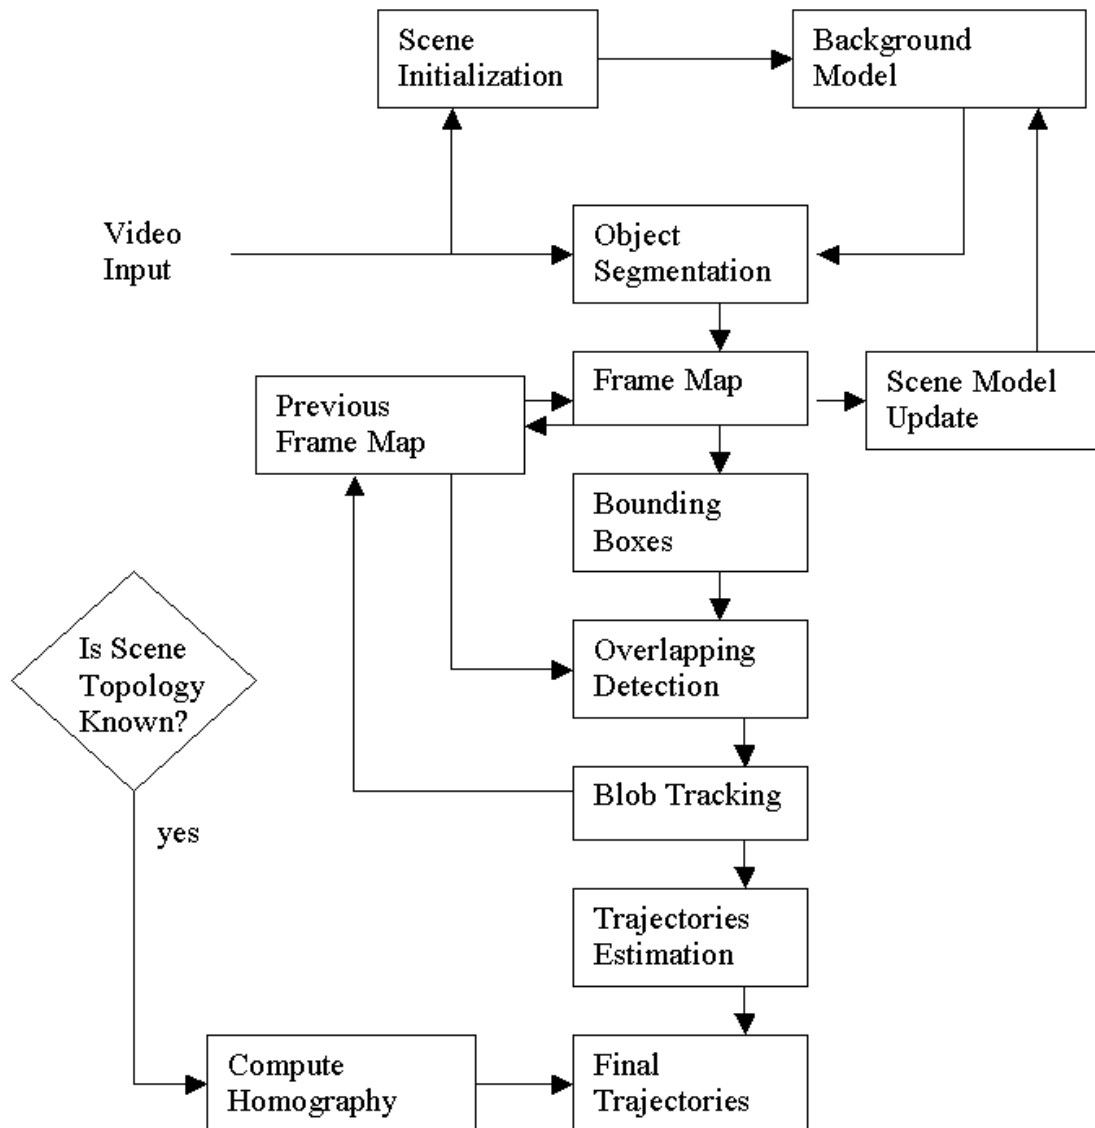 Scene
Initialization
Background
Model
Video
Input
Object
Segmentation
Frame Map
Scene Model
Update
Previous
Frame Map
Bounding
Boxes
Is Scene
Topology
Known?
Overlapping
Detection
Blob Tracking
yes
Trajectories
Estimation
Compute
Homography
Final
Trajectories